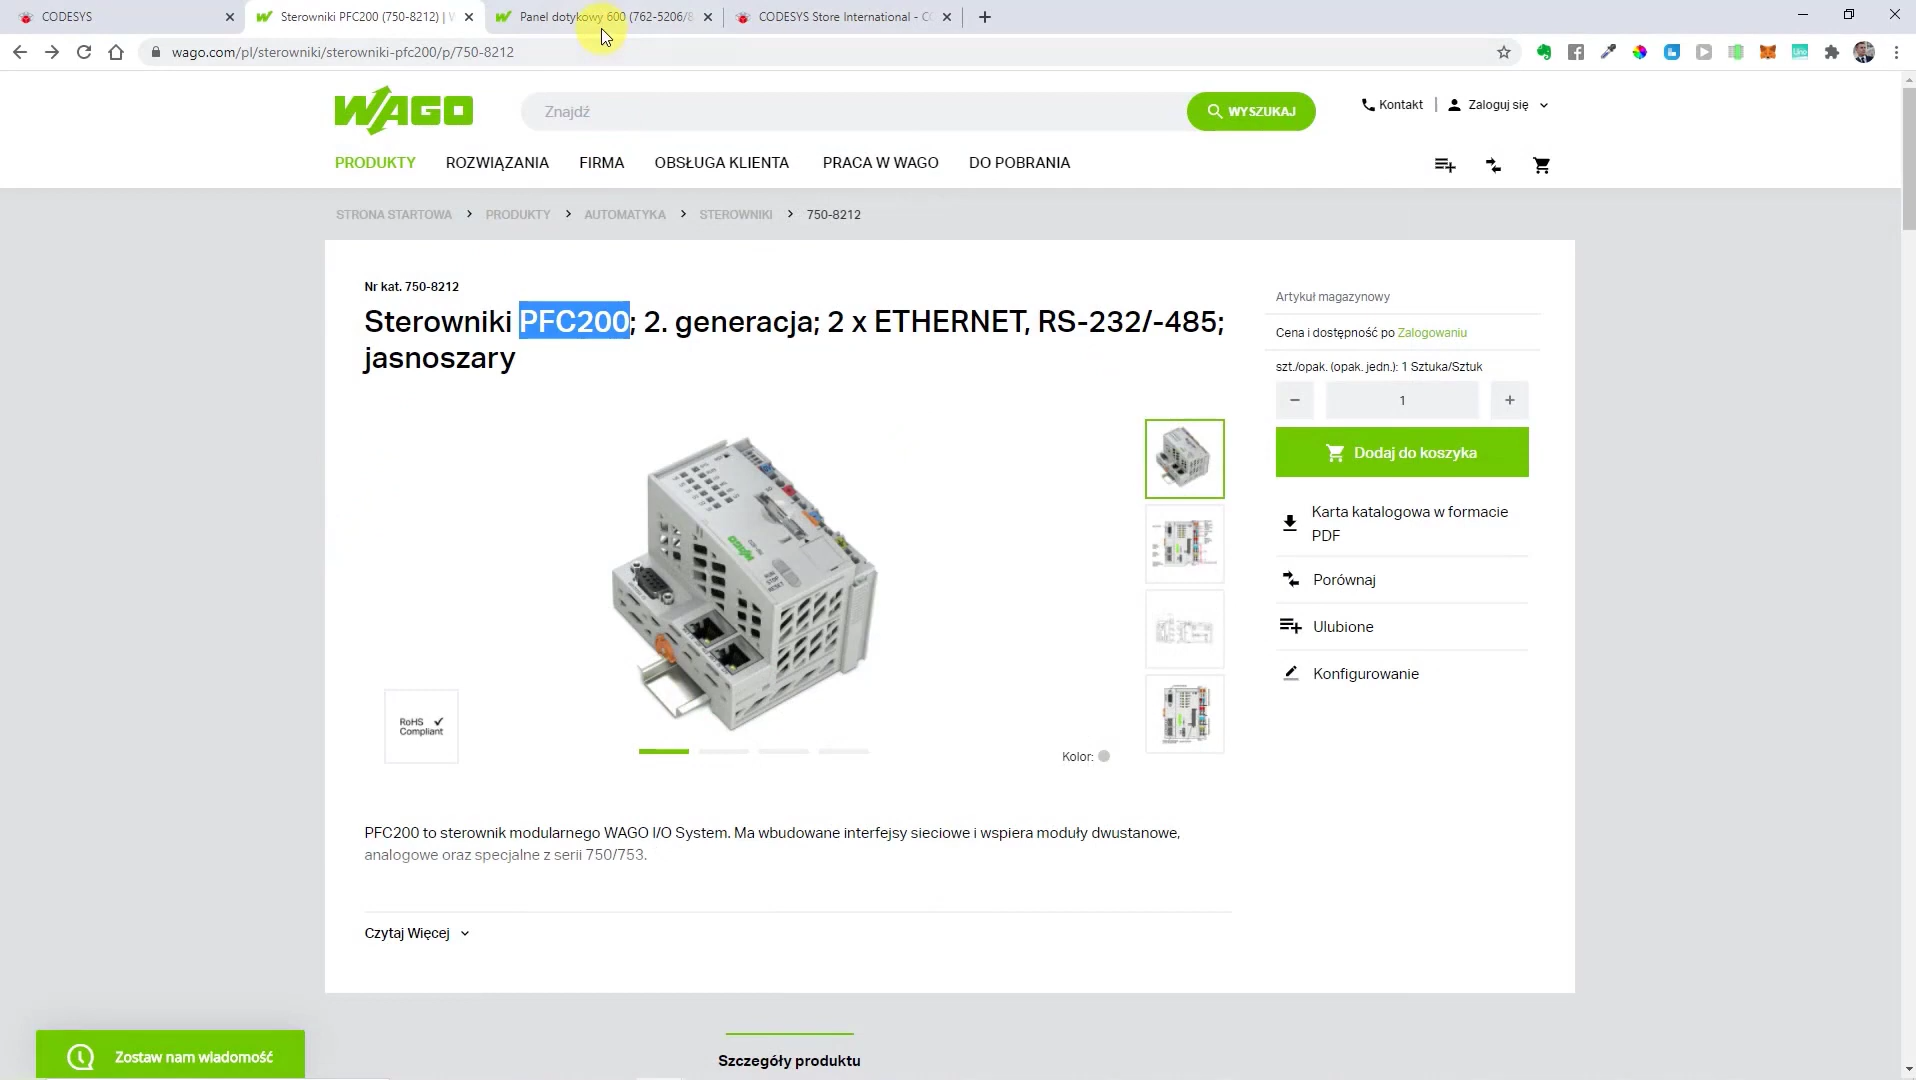 CODESYS
Sterowniki PFC200 (750-8212) | W
Panel dotykowy 600 (762-5206/8
CODESYS Store International - CO
wago.com/pl/sterowniki/sterowniki-pfc200/p/750-8212
WAGO
Znajdź
WYSZUKAJ
Kontakt
Zaloguj się
PRODUKTY
ROZWIĄZANIA
FIRMA
OBSŁUGA KLIENTA
PRACA W WAGO
DO POBRANIA
STRONA STARTOWA
PRODUKTY
AUTOMATYKA
STEROWNIKI
750-8212
Nr kat. 750-8212
Sterowniki PFC200; 2. generacja; 2 x ETHERNET, RS-232/-485;
jasnoszary
Artykuł magazynowy
Cena i dostępność po Zalogowaniu
szt./opak. (opak. jedn.): 1 Sztuka/Sztuk
1
Dodaj do koszyka
Karta katalogowa w formacie
PDF
Porównaj
Ulubione
Konfigurowanie
WAGO
RoHS
Compliant
Kolor:
PFC200 to sterownik modularnego WAGO I/O System. Ma wbudowane interfejsy sieciowe i wspiera moduły dwustanowe,
analogowe oraz specjalne z serii 750/753.
Czytaj Więcej
Zostaw nam wiadomość
Szczegóły produktu